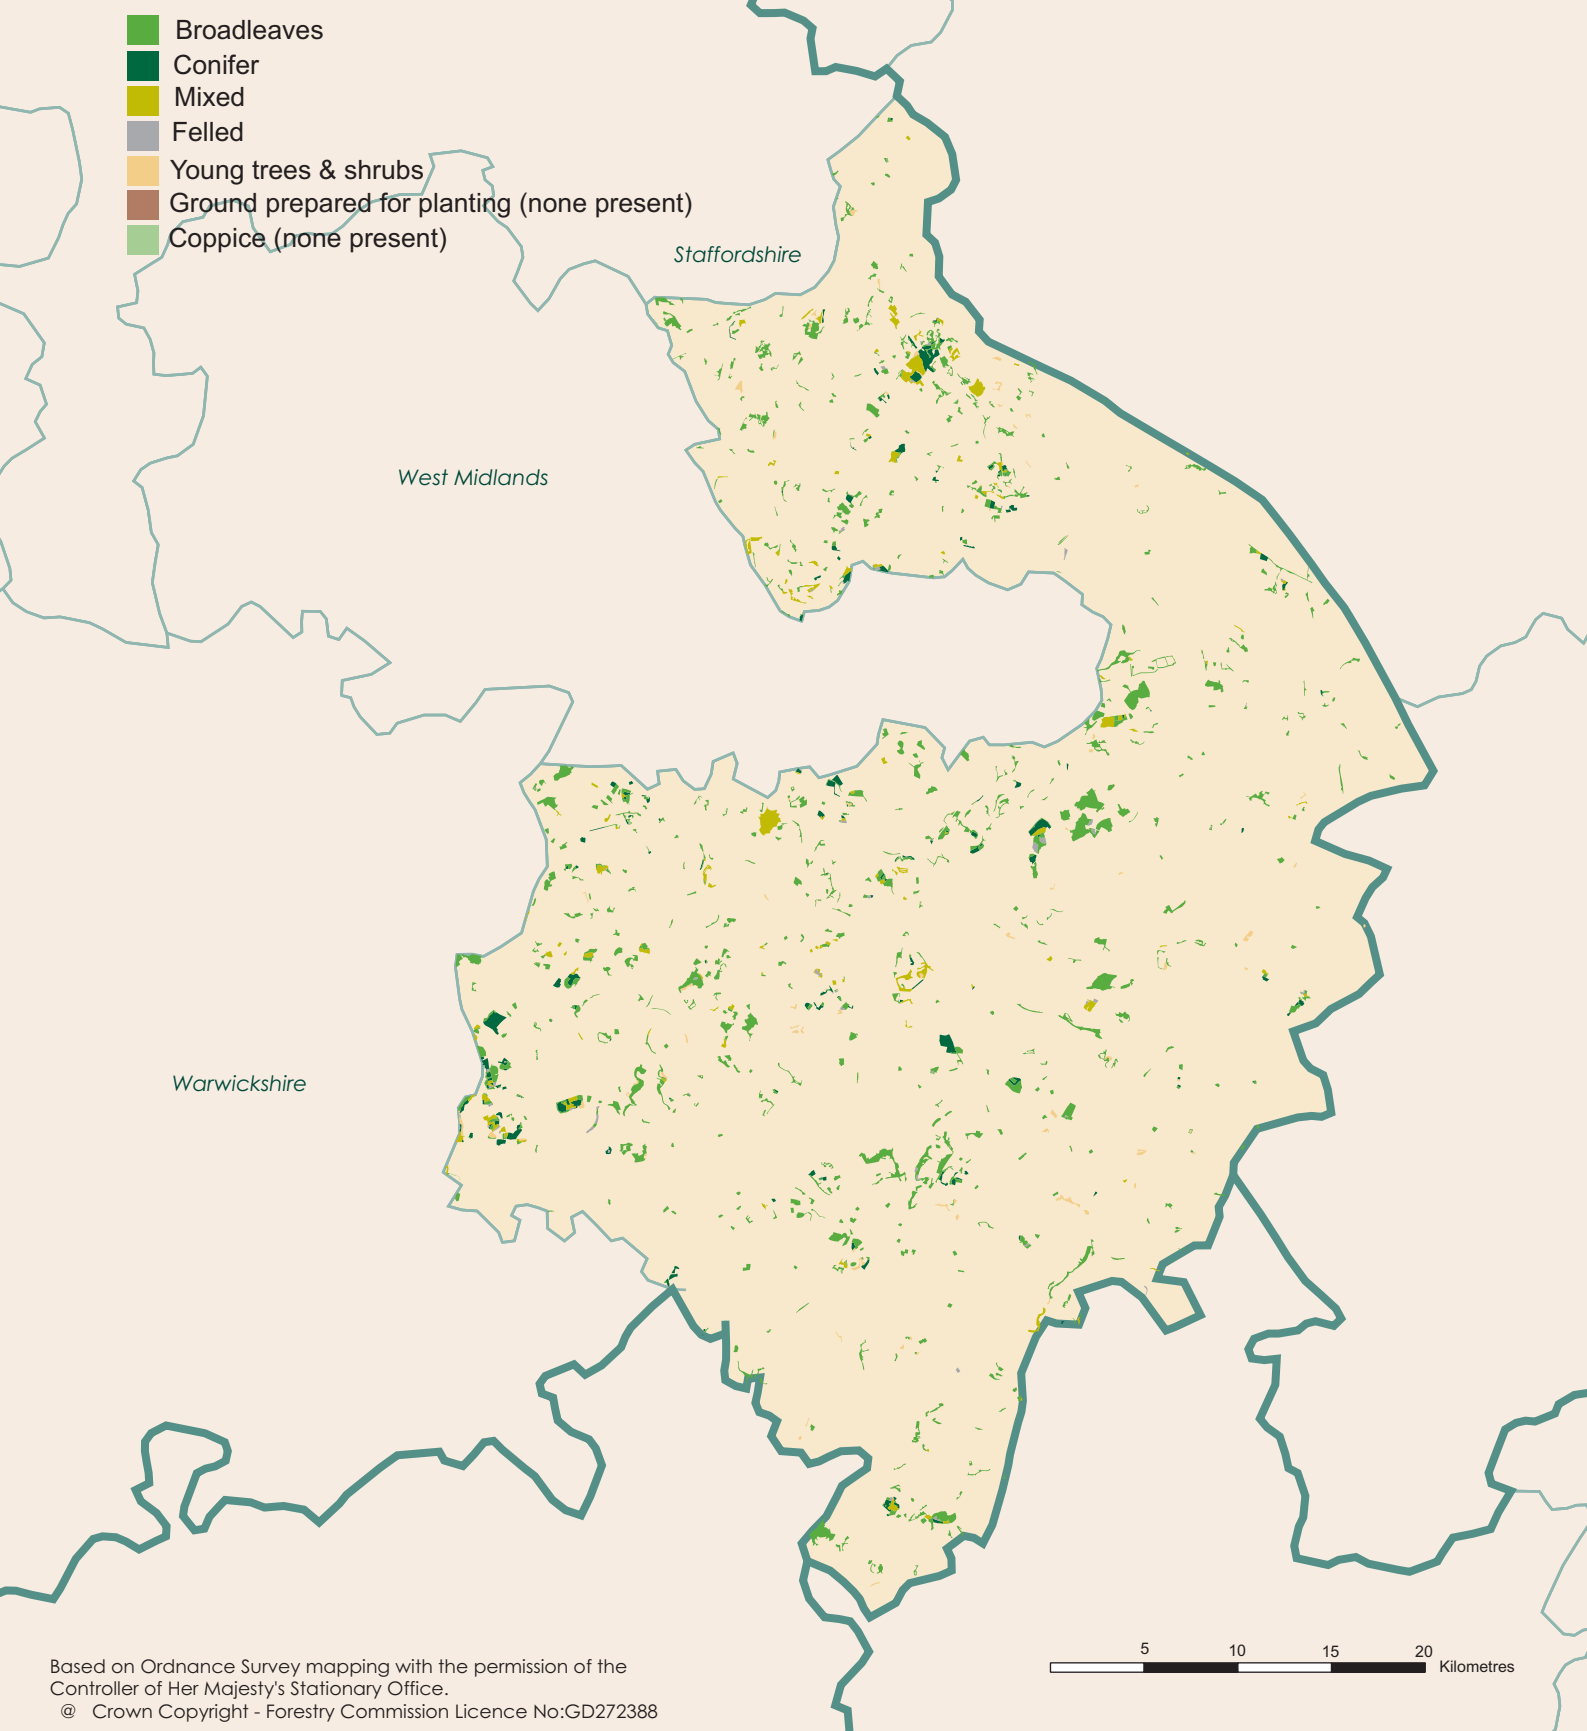 Broadleaves
Conifer
Mixed
Felled
Young trees & shrubs
Ground prepared for planting (none present)
Coppice (none present)
Staffordshire
West Midlands
Warwickshire
5 10 15 20
Kilometres
Based on Ordnance Survey mapping with the permission of the
Controller of Her Majesty's Stationary Office.
@ Crown Copyright - Forestry Commission Licence No:GD272388